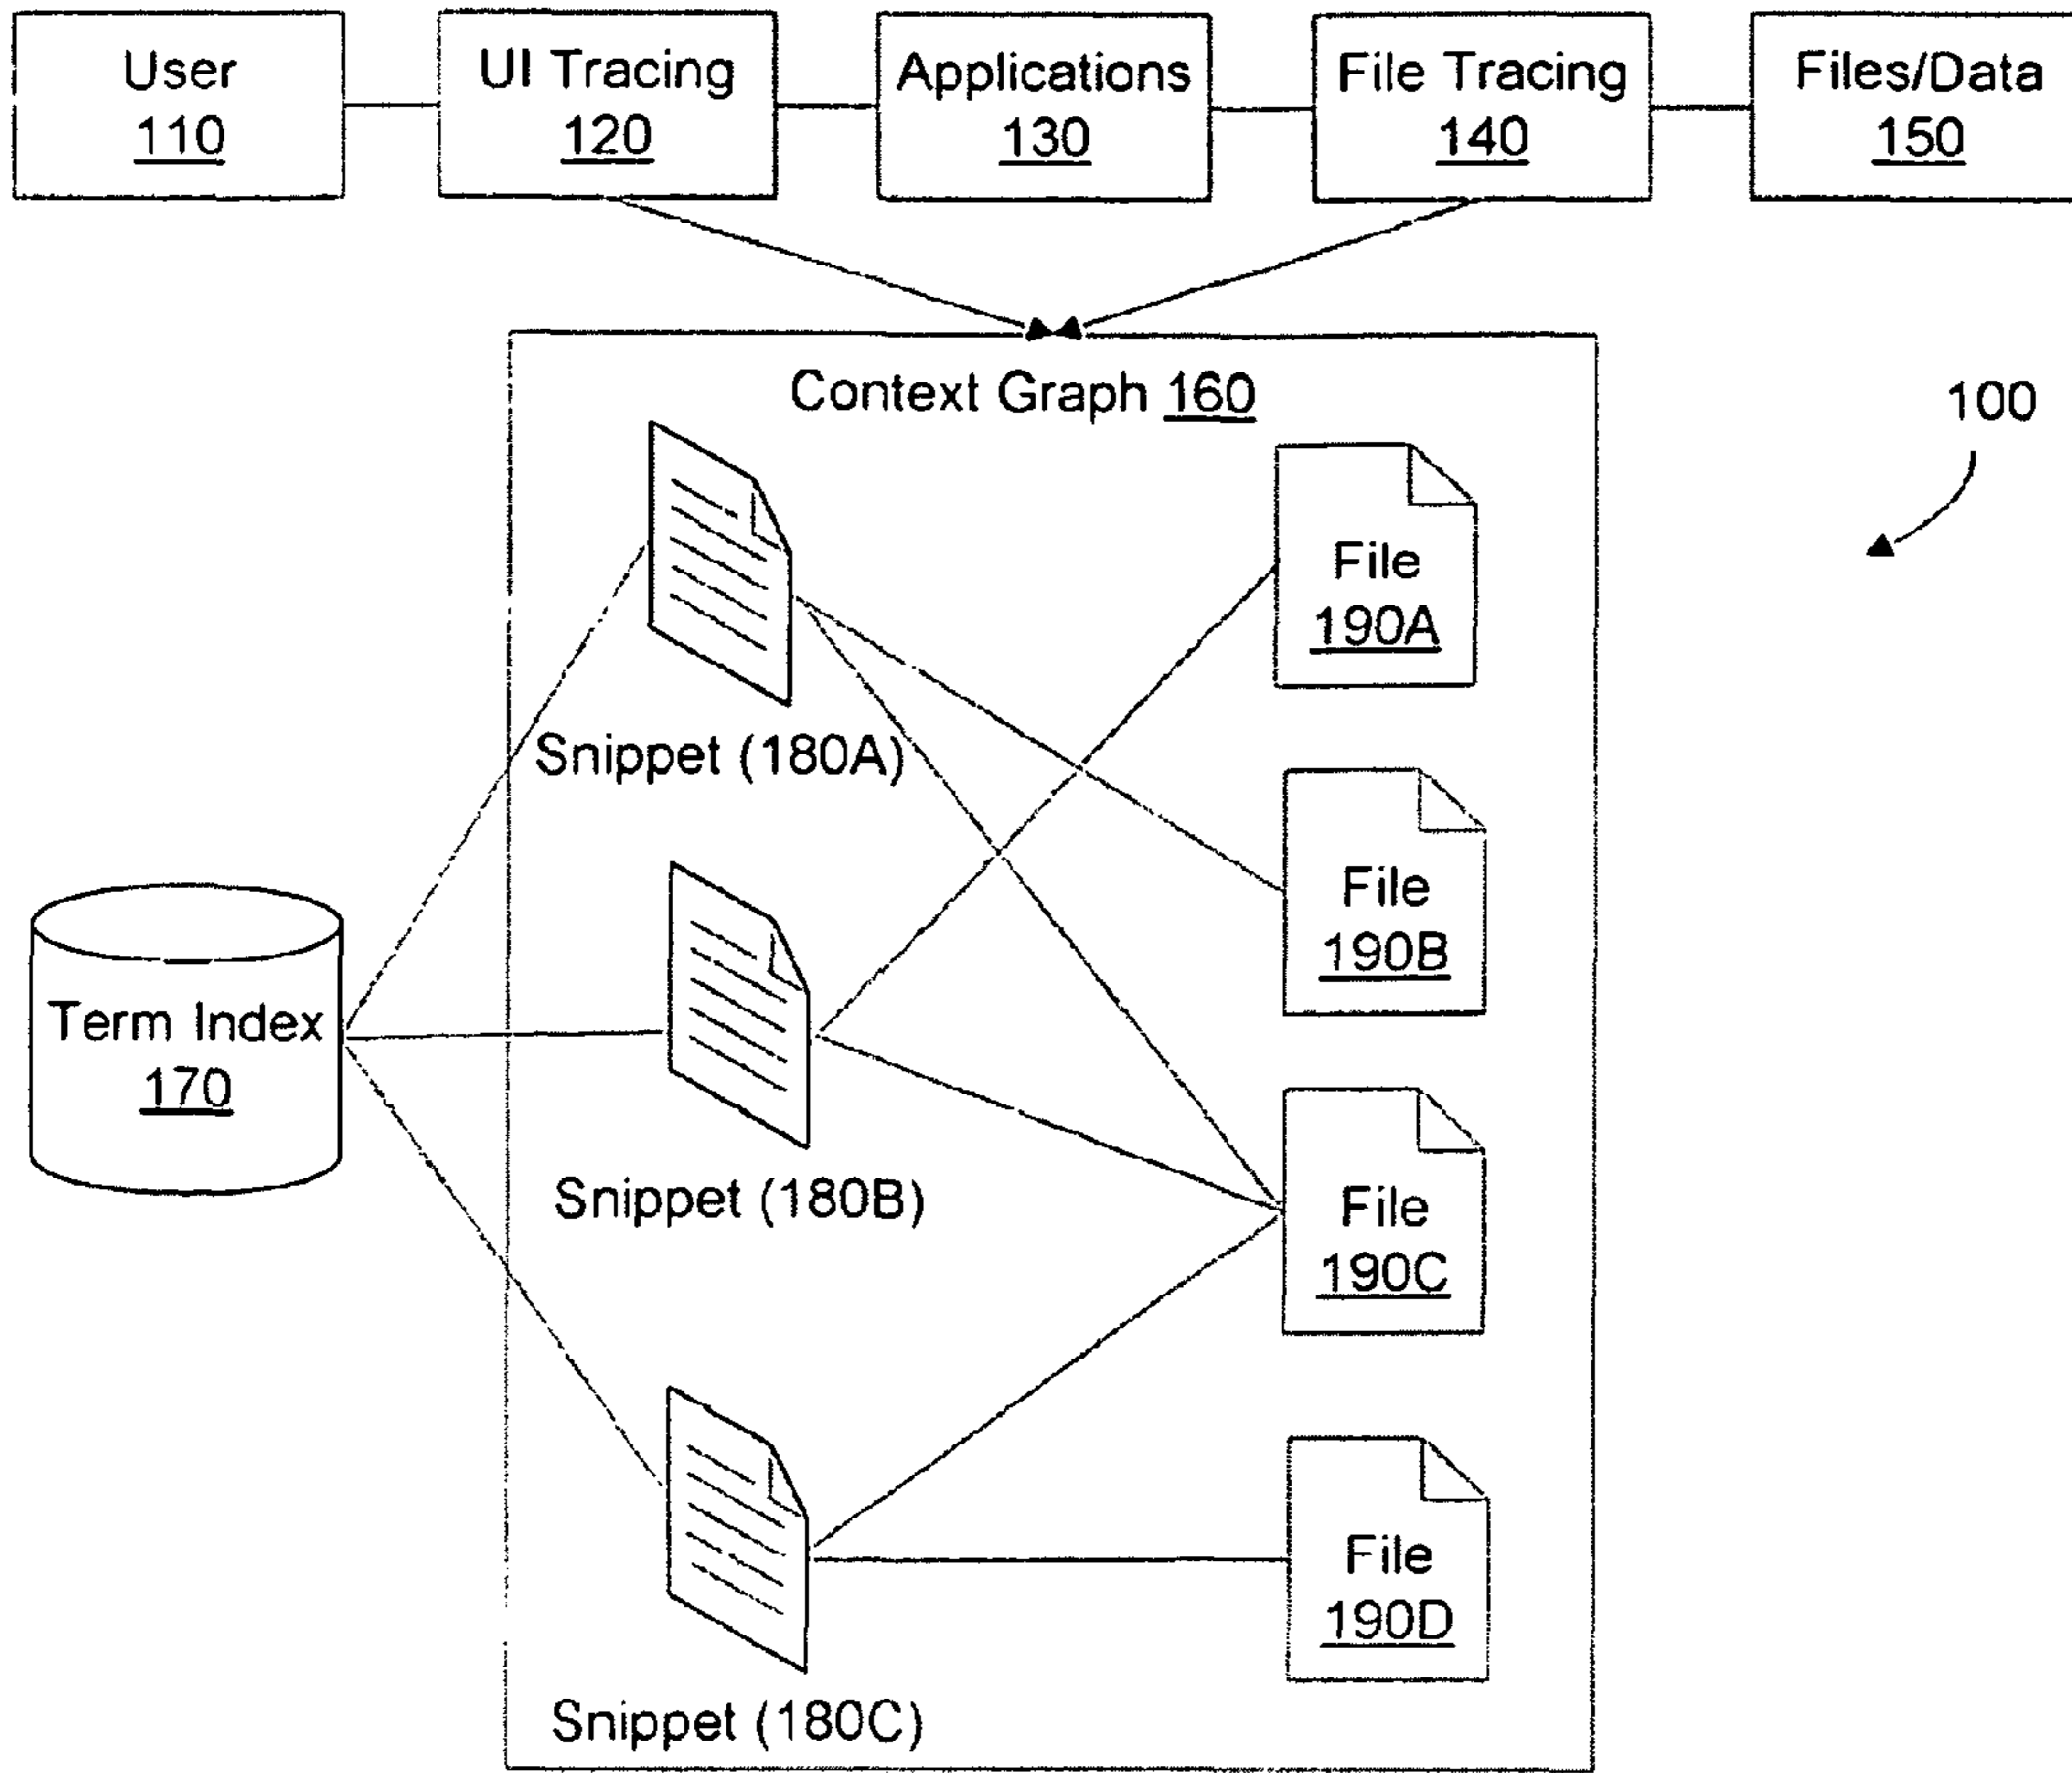 User
110
UI Tracing
120
Applications
130
File Tracing
140
Files/Data
150
Context Graph 160
100
File
190A
Snippet (180A)
File
190B
Term Index
170
Snippet (180B)
File
190C
File
190D
Snippet (180C)